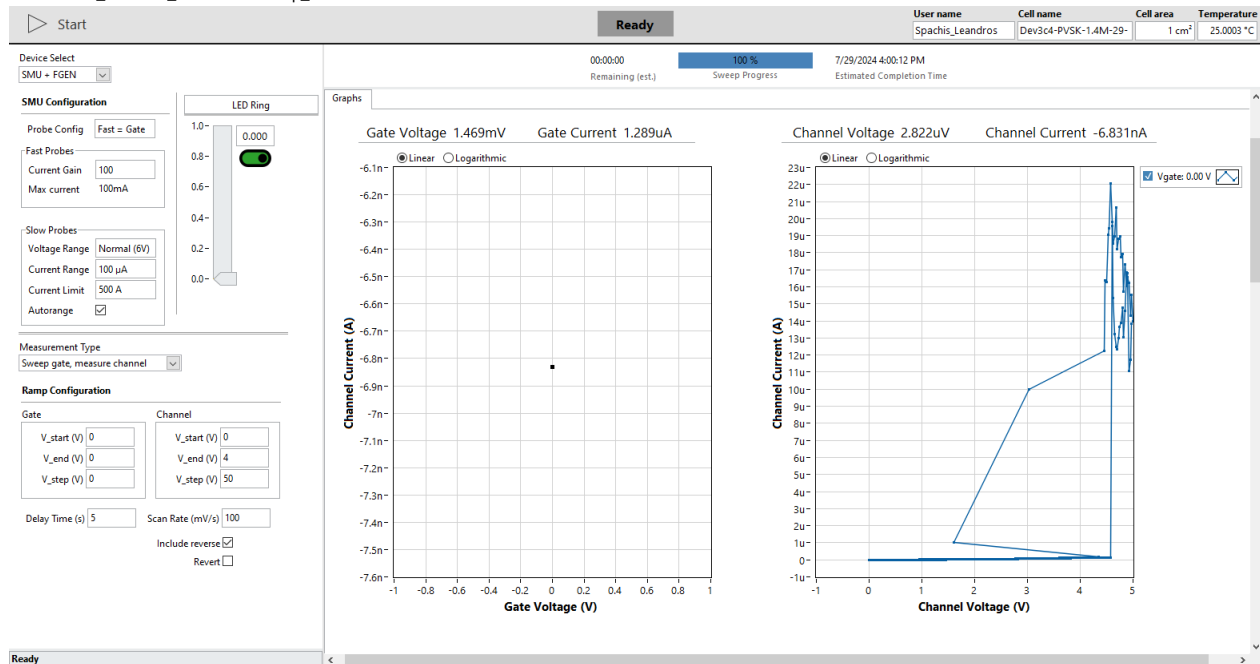 Start
Ready
User name
Spachis_Leandros
Cell name
Dev3c4-PVSK-1.4M-29-
Cell area
1 cm²
Temperature
25.0003 °C
Device Select
SMU + FGEN
00:00:00
Remaining (est.)
100 %
Sweep Progress
7/29/2024 4:00:12 PM
Estimated Completion Time
SMU Configuration
Probe Config Fast = Gate
Fast Probes
Current Gain 100
Max current 100mA
Slow Probes
Voltage Range Normal (6V)
Current Range 100 µA
Current Limit 500 A
Autorange
LED Ring
0.000
1.0
0.8
0.6
0.4
0.2
0.0
Measurement Type
Sweep gate, measure channel
Ramp Configuration
Gate
V_start (V) 0
V_end (V) 0
V_step (V) 0
Channel
V_start (V) 0
V_end (V) 4
V_step (V) 50
Delay Time (s) 5
Scan Rate (mV/s) 100
Include reverse
Revert
Ready
Graphs
Gate Voltage 1.469mV Gate Current 1.289uA
Linear Logarithmic
Channel Current (A)
-6.1n
-6.2n
-6.3n
-6.4n
-6.5n
-6.6n
-6.7n
-6.8n
-6.9n
-7n
-7.1n
-7.2n
-7.3n
-7.4n
-7.5n
-7.6n
-1 -0.8 -0.6 -0.4 -0.2 0 0.2 0.4 0.6 0.8 1
Gate Voltage (V)
Channel Voltage 2.822uV Channel Current -6.831nA
Linear Logarithmic
Vgate: 0.00 V
Channel Current (A)
23u
22u
21u
20u
19u
18u
17u
16u
15u
14u
13u
12u
11u
10u
9u
8u
7u
6u
5u
4u
3u
2u
1u
0
-1u
-1 0 1 2 3 4 5
Channel Voltage (V)